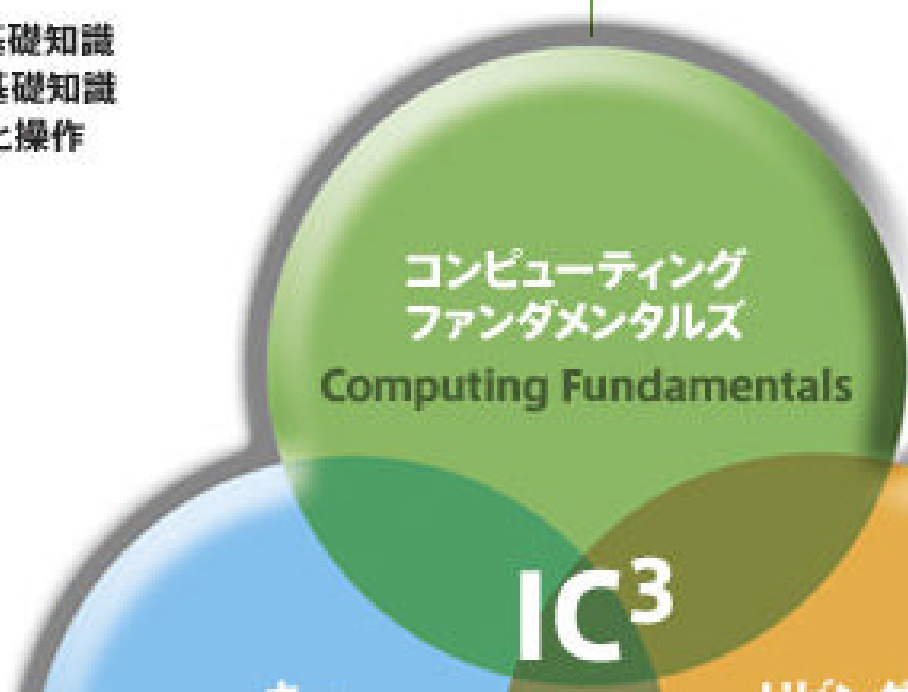 基礎知識
基礎知識
と操作
コンピューティング
ファンダメンタルズ
Computing Fundamentals
IC³